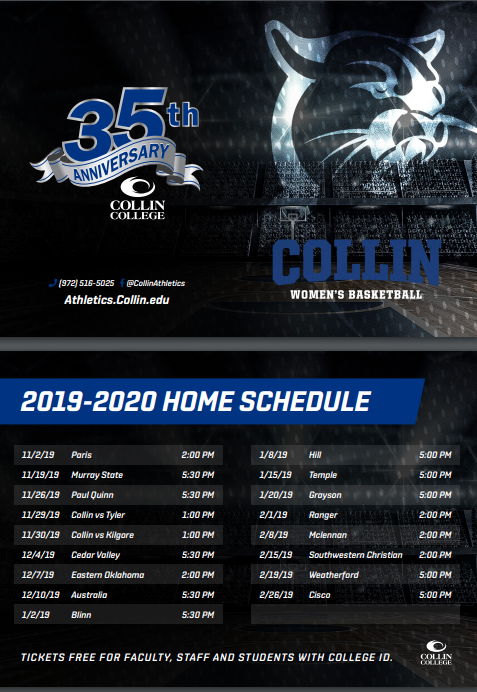 35th
ANNIVERSARY
COLLIN
COLLEGE
(972) 516-5025 @CollinAthletics
Athletics.Collin.edu
COLLIN
WOMEN'S BASKETBALL
2019-2020 HOME SCHEDULE
11/2/19 Paris 2:00 PM
11/19/19 Murray State 5:30 PM
11/26/19 Paul Quinn 5:30 PM
11/29/19 Collin vs Tyler 1:00 PM
11/30/19 Collin vs Kilgore 1:00 PM
12/4/19 Cedar Valley 5:30 PM
12/7/19 Eastern Oklahoma 2:00 PM
12/10/19 Australia 5:30 PM
1/2/19 Blinn 5:30 PM
1/8/19 Hill 5:00 PM
1/15/19 Temple 5:00 PM
1/20/19 Grayson 5:00 PM
2/1/19 Ranger 2:00 PM
2/8/19 Mclennan 2:00 PM
2/15/19 Southwestern Christian 2:00 PM
2/19/19 Weatherford 5:00 PM
2/26/19 Cisco 5:00 PM
TICKETS FREE FOR FACULTY, STAFF AND STUDENTS WITH COLLEGE ID.
COLLIN
COLLEGE